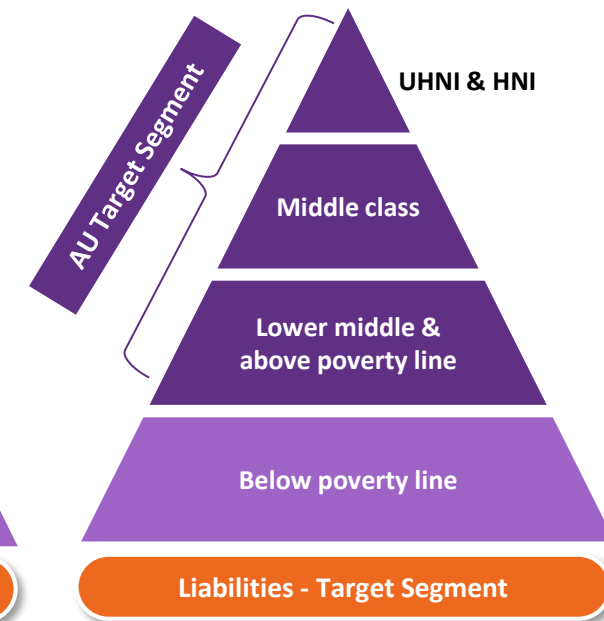 UHNI & HNI
AU Target Segment
Middle class
Lower middle &
above poverty line
Below poverty line
Liabilities - Target Segment